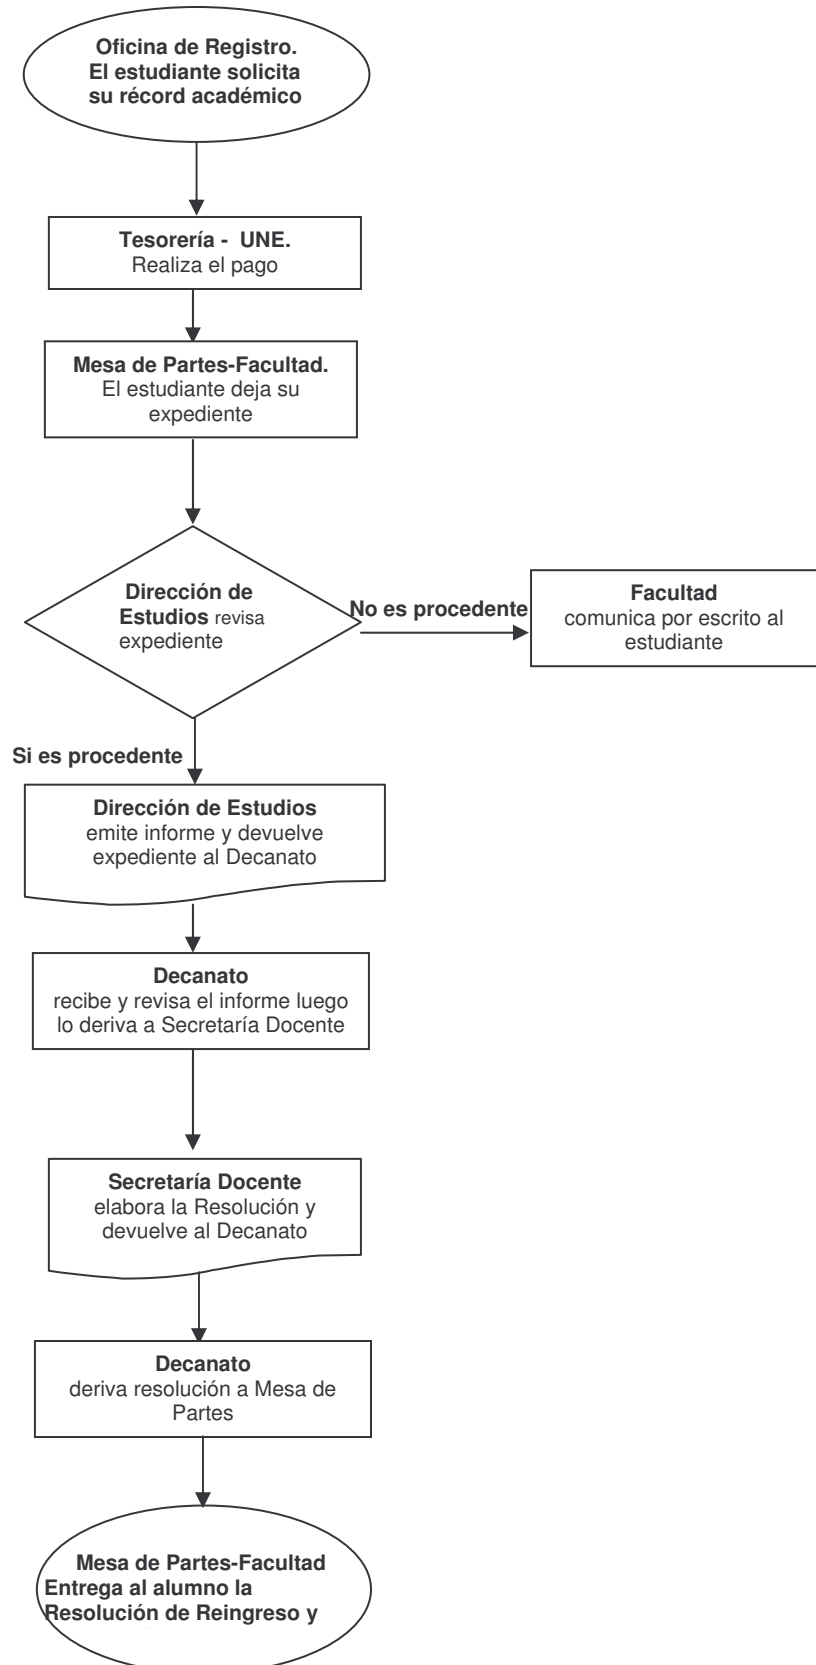 Oficina de Registro.
El estudiante solicita
su récord académico
Tesorería - UNE.
Realiza el pago
Mesa de Partes-Facultad.
El estudiante deja su
expediente
Dirección de
Estudios revisa
expediente
No es procedente
Facultad
comunica por escrito al
estudiante
Si es procedente
Dirección de Estudios
emite informe y devuelve
expediente al Decanato
Decanato
recibe y revisa el informe luego
lo deriva a Secretaría Docente
Secretaría Docente
elabora la Resolución y
devuelve al Decanato
Decanato
deriva resolución a Mesa de
Partes
Mesa de Partes-Facultad
Entrega al alumno la
Resolución de Reingreso y